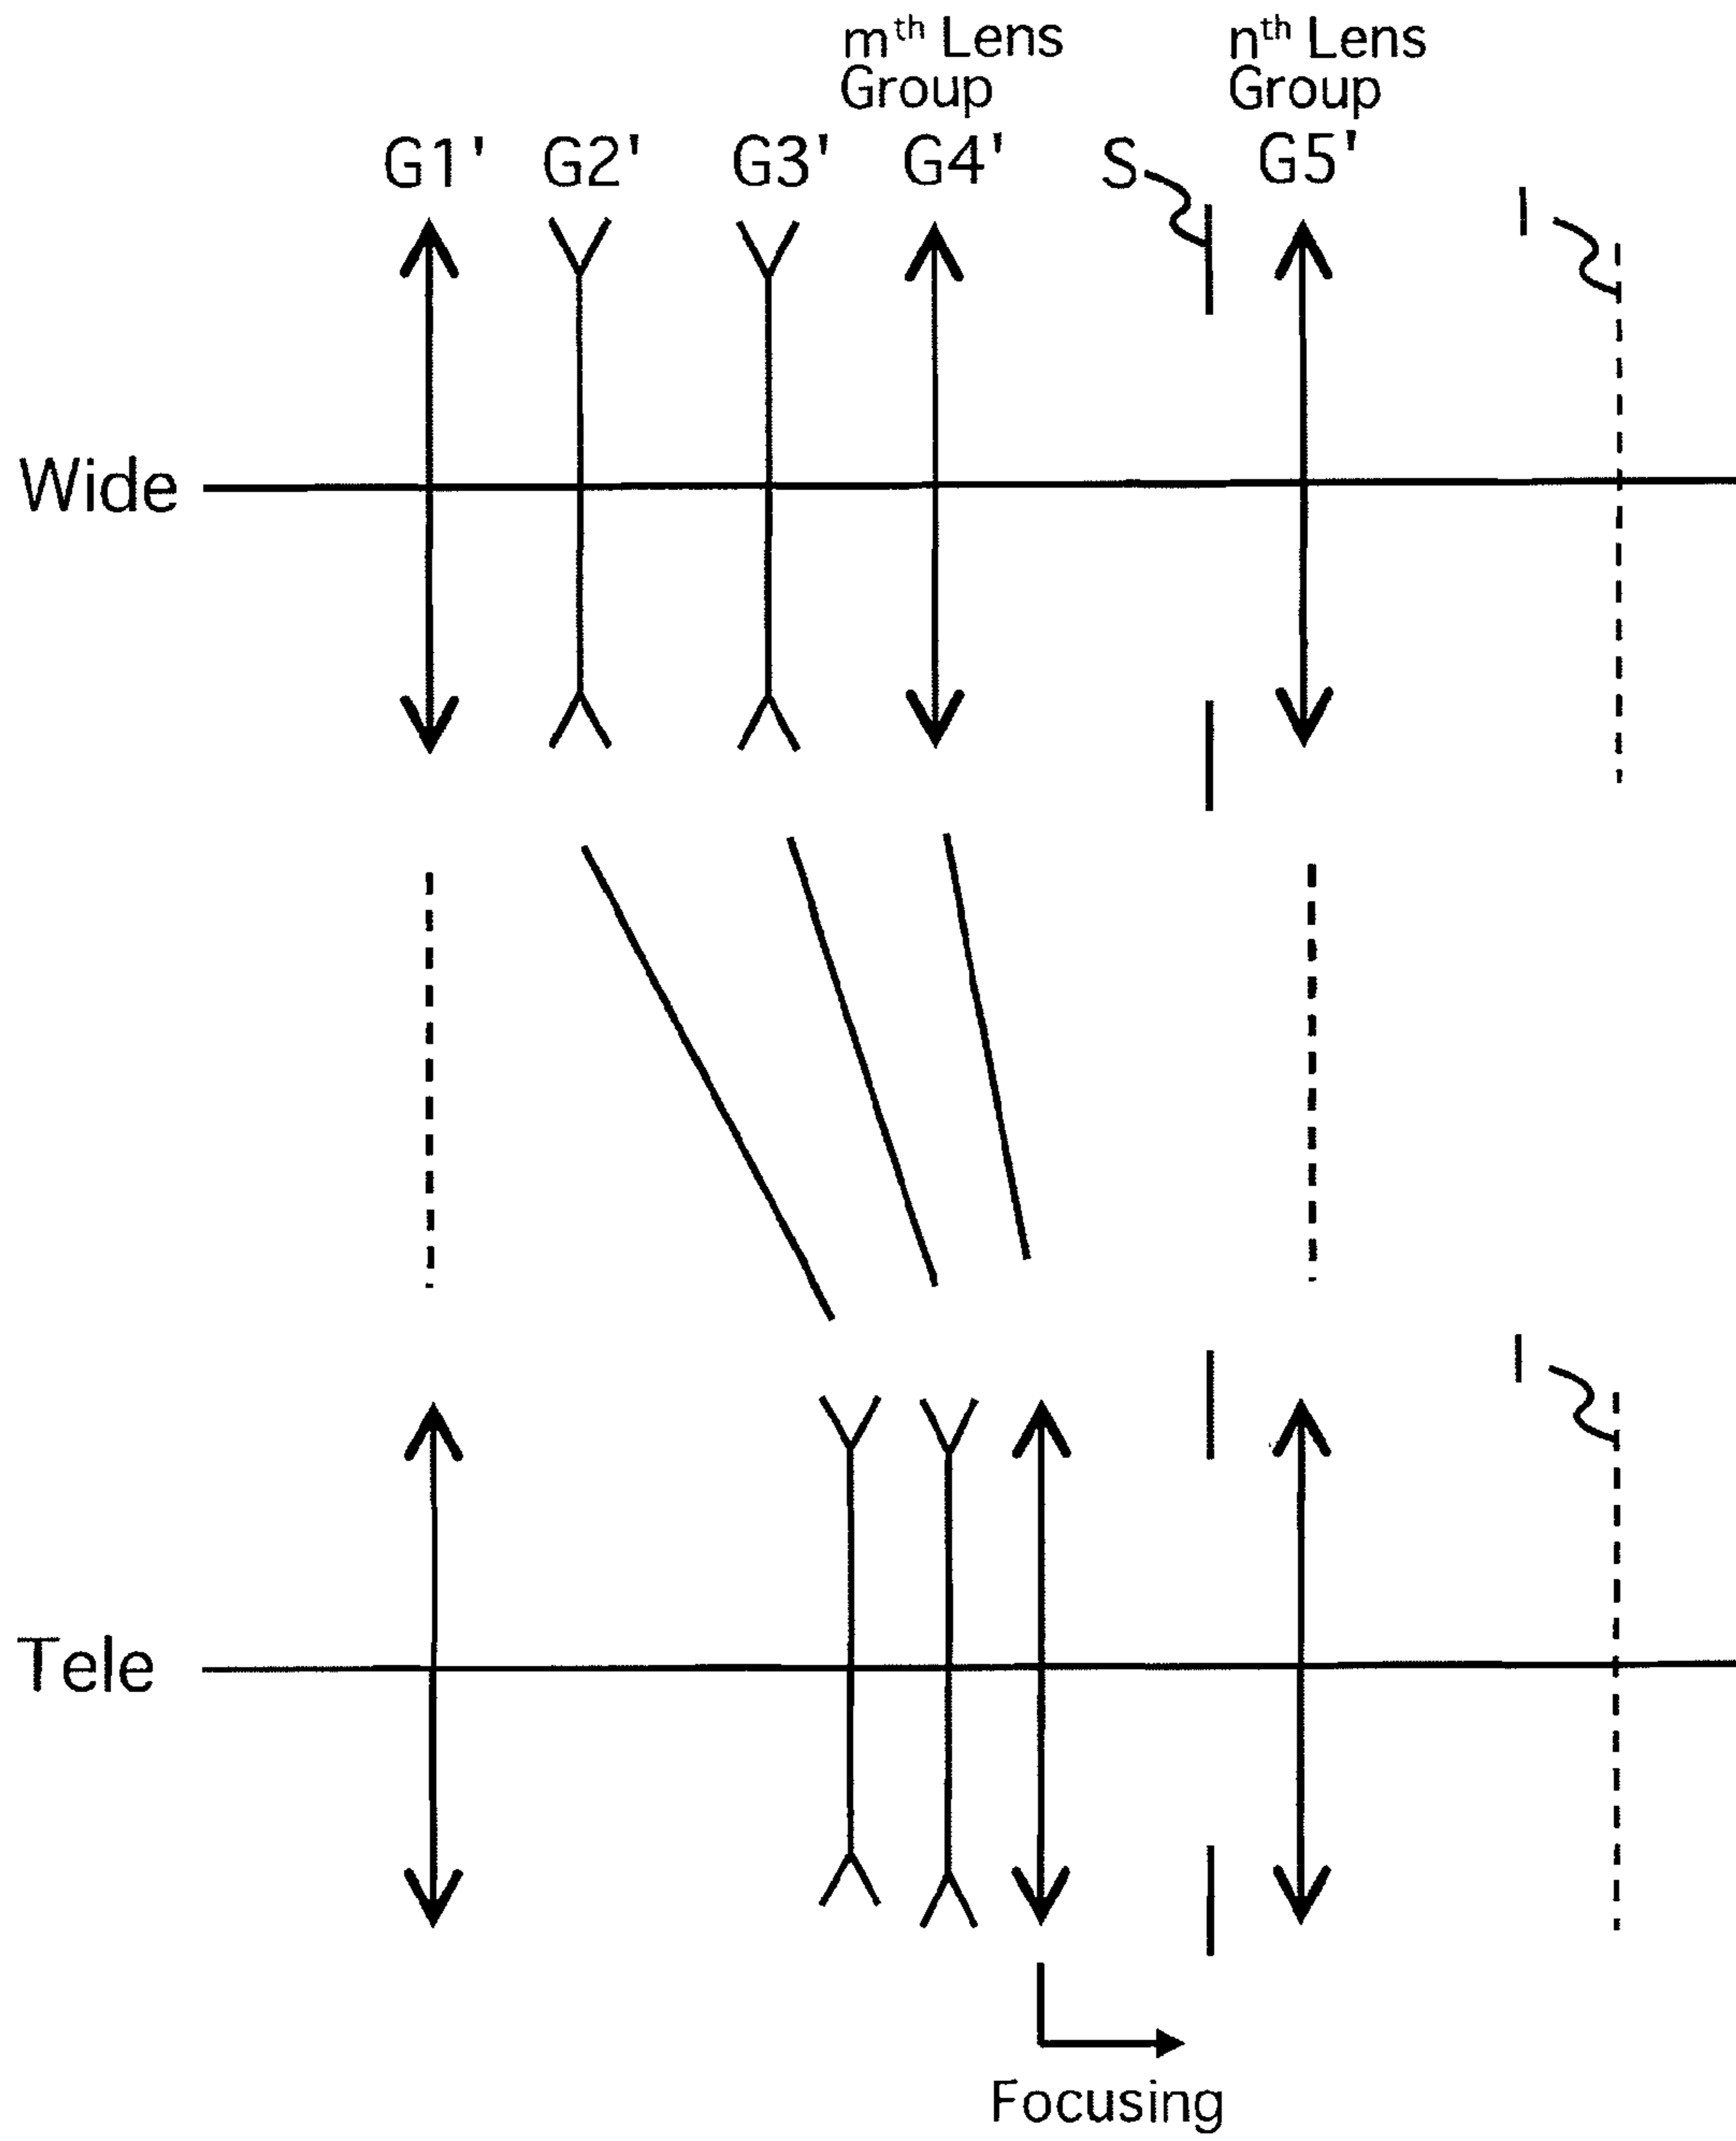 mth Lens
Group
nth Lens
Group
G1' G2' G3' G4' S G5'
I
Wide
I
Tele
Focusing